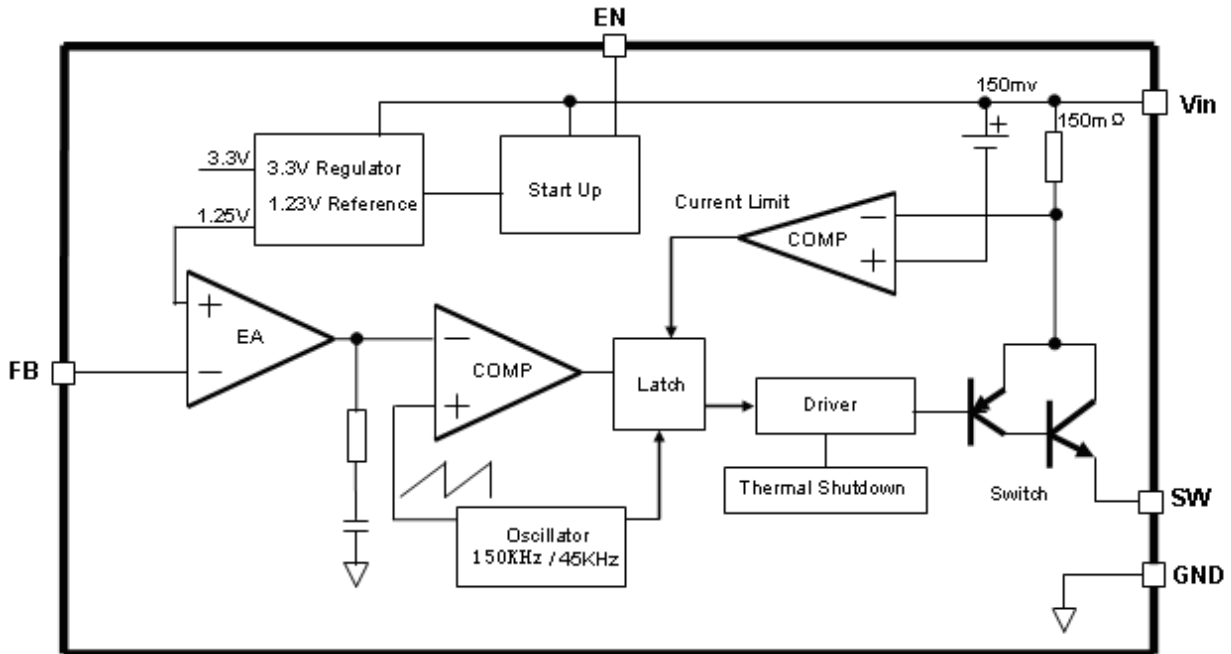 EN
150mv
Vin
150mΩ
+
3.3V
3.3V Regulator
1.23V Reference
Start Up
1.25V
Current Limit
COMP
−
+
+
EA
−
FB
−
COMP
+
Latch
Driver
Thermal Shutdown
Switch
SW
Oscillator
150KHz / 45KHz
GND